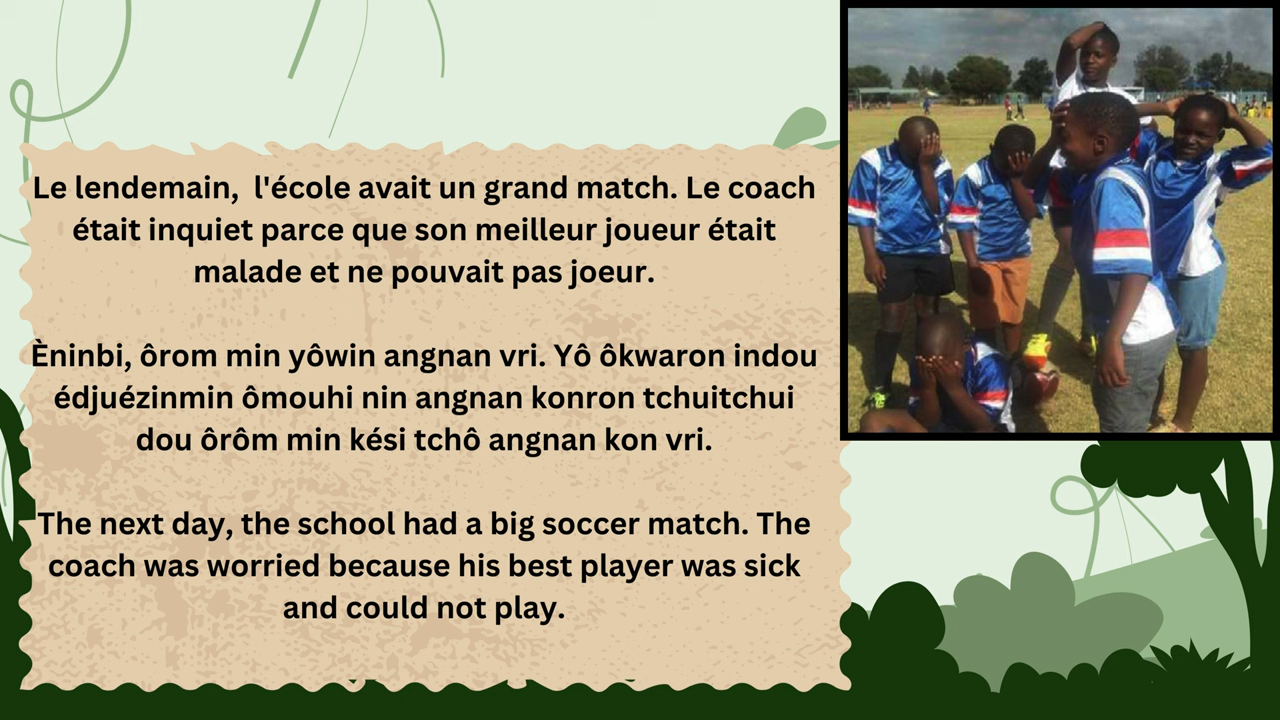 Le lendemain,  l'école avait un grand match. Le coach
était inquiet parce que son meilleur joueur était
malade et ne pouvait pas joeur.
Èninbi, ôrom min yôwin angnan vri. Yô ôkwaron indou
édjuézinmin ômouhi nin angnan konron tchuitchui
dou ôrôm min kési tchô angnan kon vri.
The next day, the school had a big soccer match. The
coach was worried because his best player was sick
and could not play.